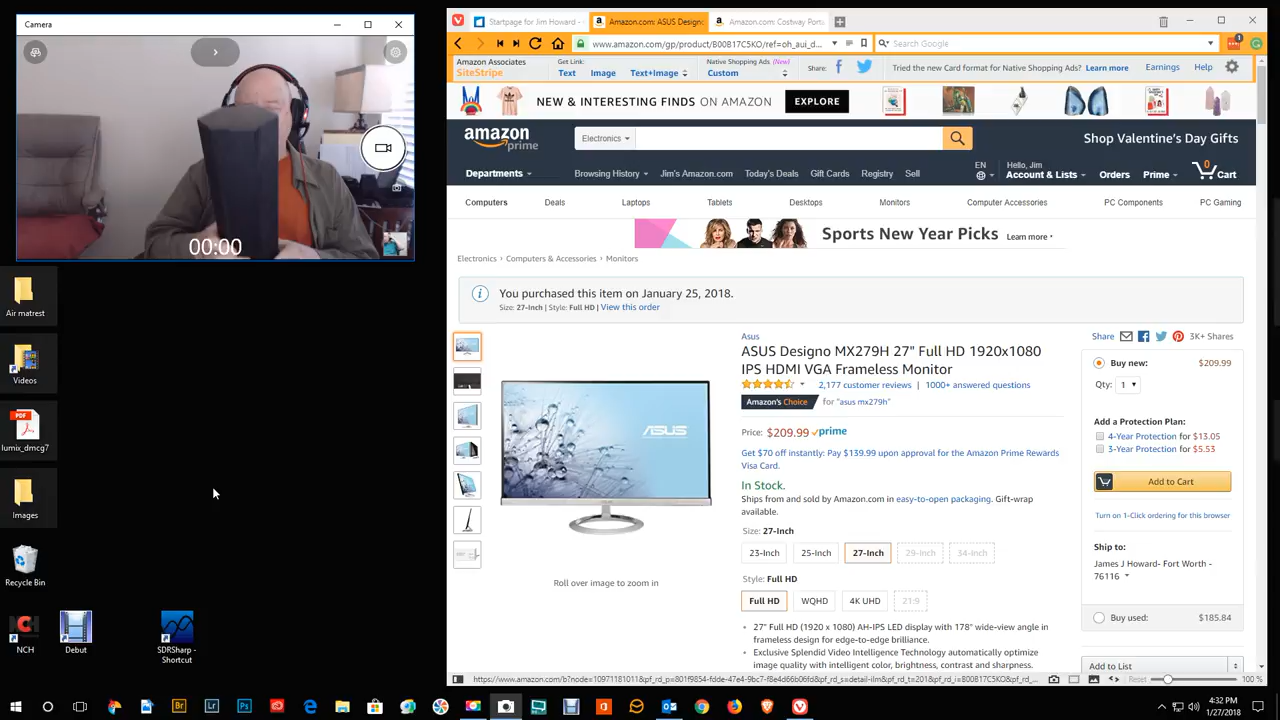 Camera
00:00
Air matrest
Videos
PDF
lumix_dmcg7
Images
Recycle Bin
NCH
Debut
SDRSharp -
Shortcut
Startpage for Jim Howard -
Amazon.com: ASUS Design
Amazon.com: Costway Port
www.amazon.com/gp/product/B00817C5KO/ref=oh_aui_d...
Search Google
Amazon Associates
SiteStripe
Get Link:
Text Image Text+Image
Native Shopping Ads (New)
Custom
Share:
Tried the new Card format for Native Shopping Ads? Learn more
Earnings Help
NEW & INTERESTING FINDS ON AMAZON EXPLORE
amazon
prime
Electronics
Shop Valentine's Day Gifts
Departments
Browsing History Jim's Amazon.com Today's Deals Gift Cards Registry Sell
EN
Hello, Jim
Account & Lists Orders Prime
0
Cart
Computers Deals Laptops Tablets Desktops Monitors Computer Accessories PC Components PC Gaming
Sports New Year Picks Learn more
Electronics › Computers & Accessories › Monitors
You purchased this item on January 25, 2018.
Size: 27-Inch | Style: Full HD | View this order
ASUS
Roll over image to zoom in
Asus
ASUS Designo MX279H 27" Full HD 1920x1080
IPS HDMI VGA Frameless Monitor
2,177 customer reviews | 1000+ answered questions
Amazon's Choice for "asus mx279h"
Price: $209.99 prime
Get $70 off instantly: Pay $139.99 upon approval for the Amazon Prime Rewards
Visa Card.
In Stock.
Ships from and sold by Amazon.com in easy-to-open packaging. Gift-wrap
available.
Size: 27-Inch
23-Inch 25-Inch 27-Inch 29-Inch 34-Inch
Style: Full HD
Full HD WQHD 4K UHD 21:9
• 27" Full HD (1920 x 1080) AH-IPS LED display with 178° wide-view angle in
frameless design for edge-to-edge brilliance.
• Exclusive Splendid Video Intelligence Technology automatically optimize
image quality with intelligent color, brightness, contrast and sharpness.
Share 3K+ Shares
Buy new: $209.99
Qty: 1
Add a Protection Plan:
4-Year Protection for $13.05
3-Year Protection for $5.53
Add to Cart
Turn on 1-Click ordering for this browser
Ship to:
James J Howard- Fort Worth -
76116
Buy used: $185.84
Add to List
Reset 100 %
Br Lr Ps
4:32 PM
1/27/2018